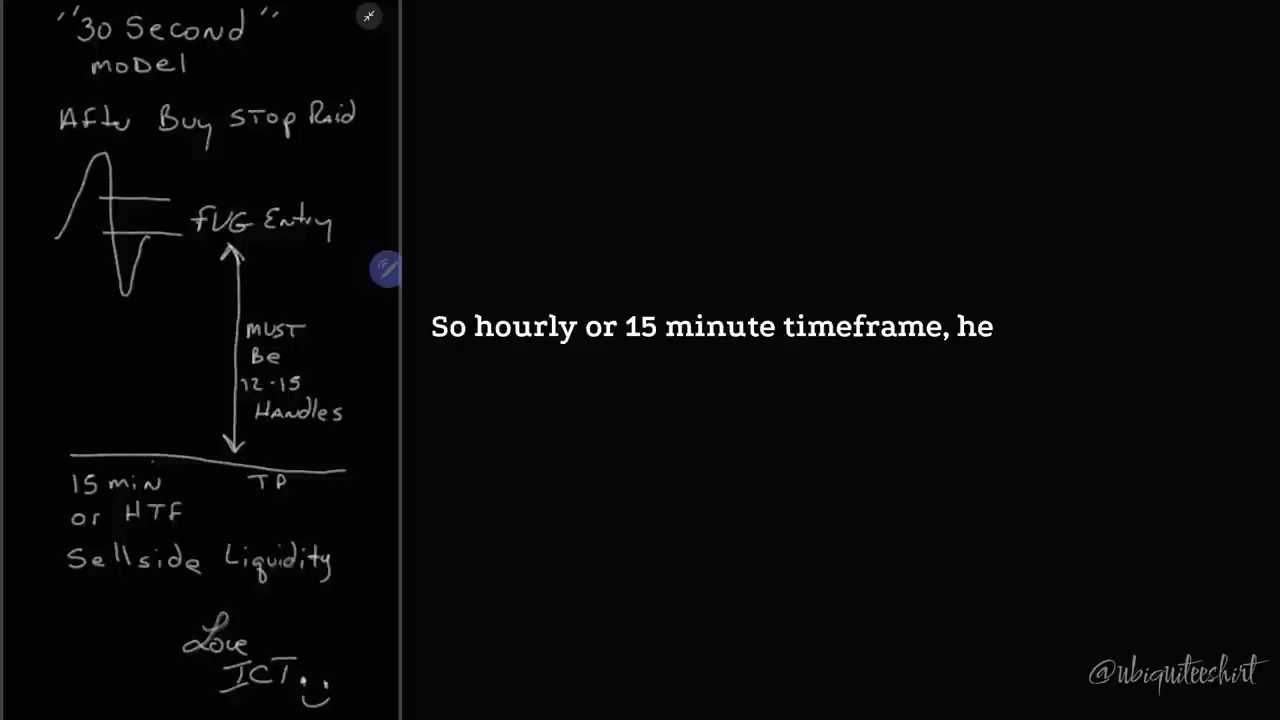 "30 Second"
moDel
After Buy STop Raid
FVG Entry
MUST
Be
12-15
HANdles
15 miN
or HTF
TP
Sellside Liquidity
Love
ICT
So hourly or 15 minute timeframe, he
@ubiquiteeshirt